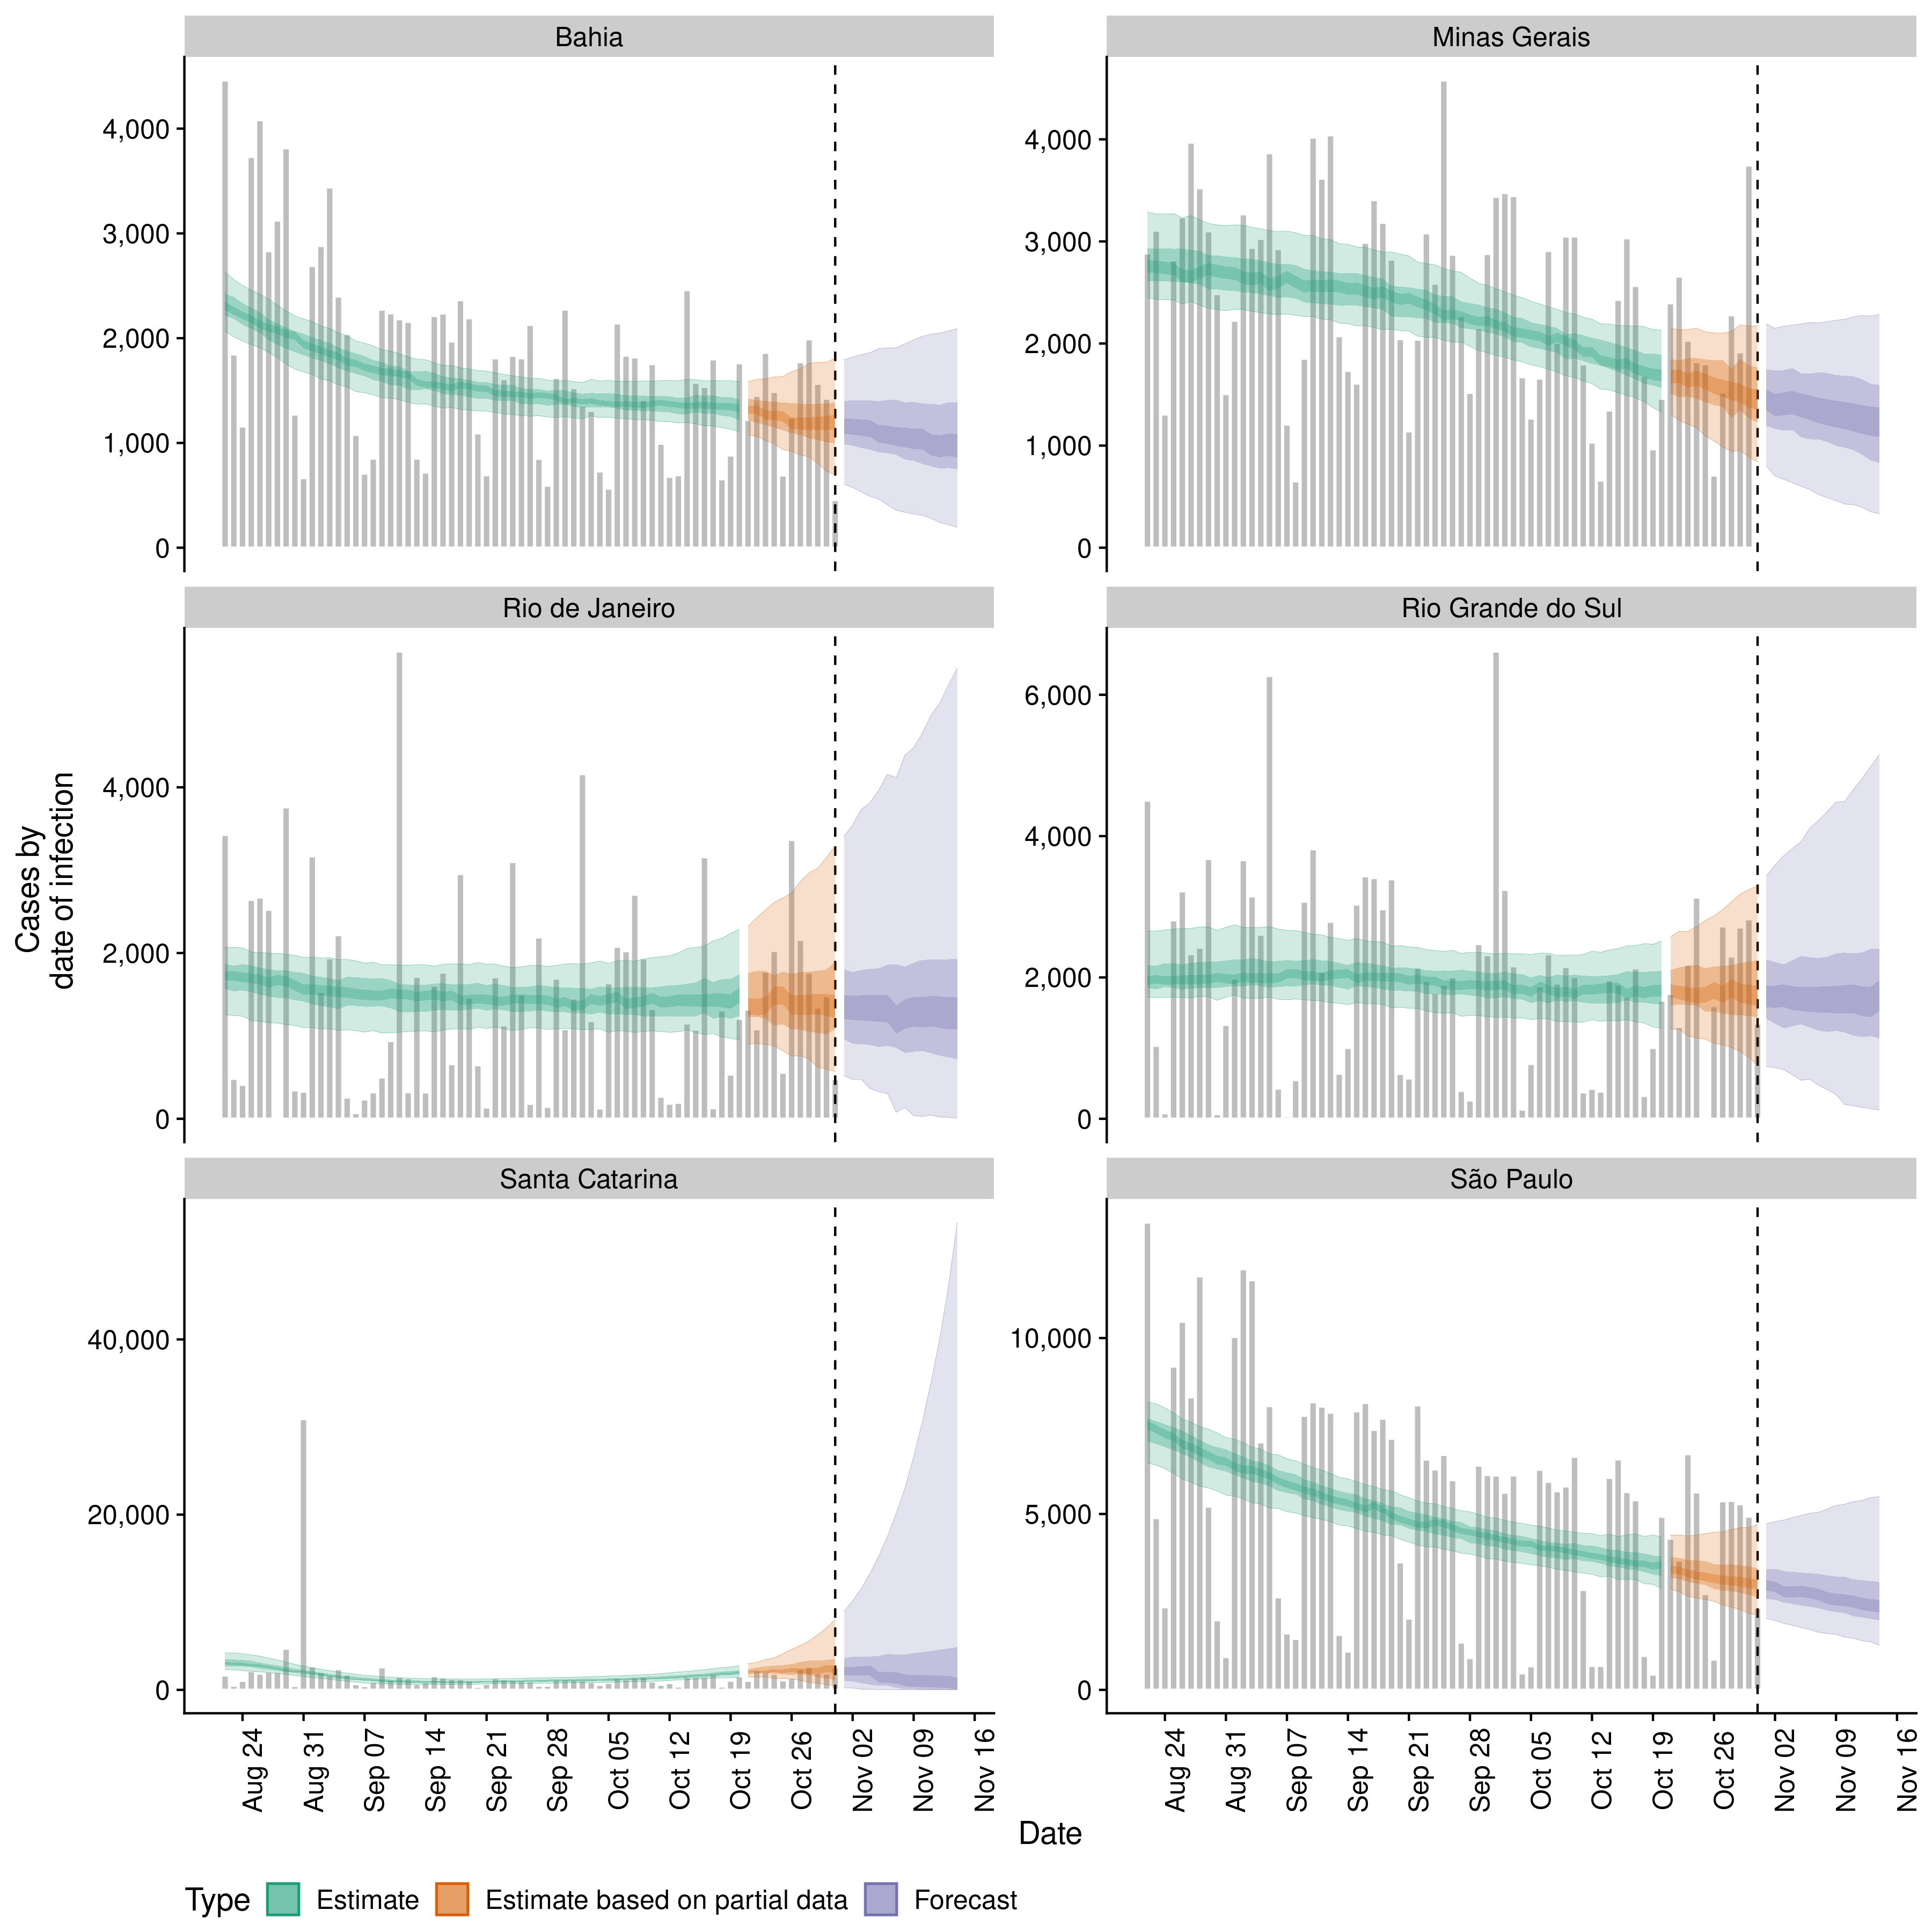 Bahia
Minas Gerais
4,000
3,000
2,000
1,000
0
4,000
3,000
2,000
1,000
0
Rio de Janeiro
Rio Grande do Sul
4,000
2,000
0
6,000
4,000
2,000
0
Cases by
date of infection
Santa Catarina
São Paulo
40,000
20,000
0
10,000
5,000
0
Aug 24
Aug 31
Sep 07
Sep 14
Sep 21
Sep 28
Oct 05
Oct 12
Oct 19
Oct 26
Nov 02
Nov 09
Nov 16
Aug 24
Aug 31
Sep 07
Sep 14
Sep 21
Sep 28
Oct 05
Oct 12
Oct 19
Oct 26
Nov 02
Nov 09
Nov 16
Date
Type
Estimate
Estimate based on partial data
Forecast